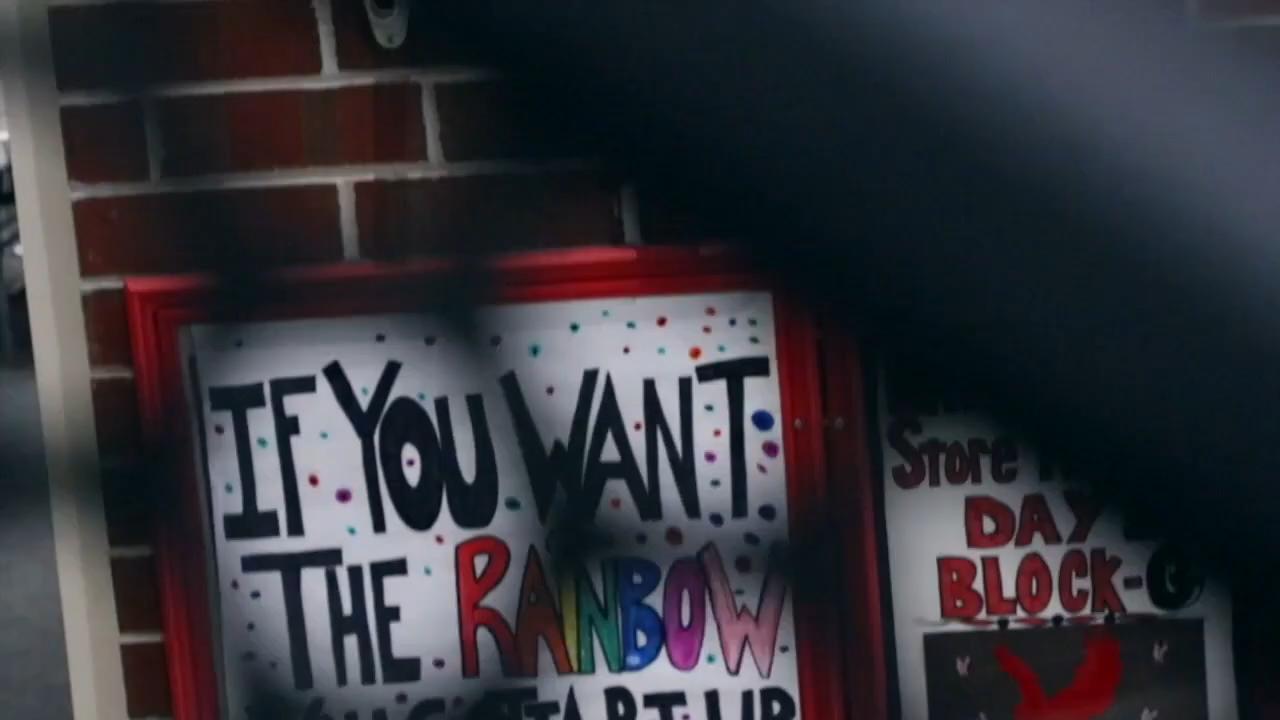 IF YOU WANT
THE RAINBOW
Store
DAY
BLOCK-